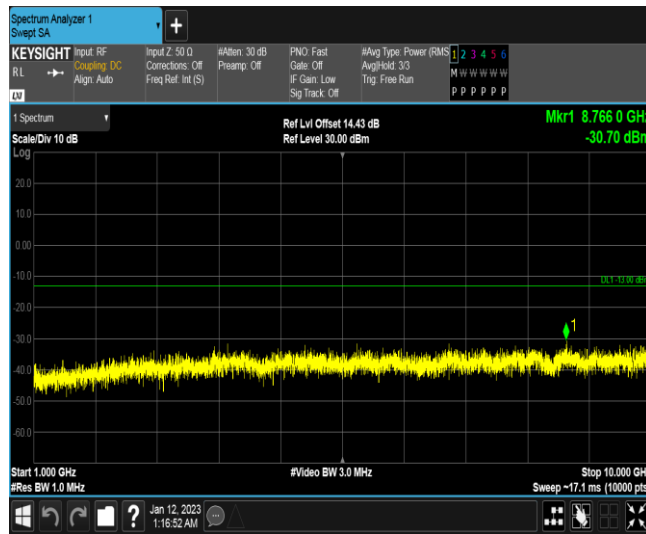 Spectrum Analyzer 1
Swept SA
+
KEYSIGHT
RL
LXI
Input: RF
Coupling: DC
Align: Auto
Input Z: 50 Ω
Corrections: Off
Freq Ref: Int (S)
#Atten: 30 dB
Preamp: Off
PNO: Fast
Gate: Off
IF Gain: Low
Sig Track: Off
#Avg Type: Power (RMS
Avg|Hold: 3/3
Trig: Free Run
1 2 3 4 5 6
M W W W W W
P P P P P P
1 Spectrum
Scale/Div 10 dB
Log
Ref Lvl Offset 14.43 dB
Ref Level 30.00 dBm
Mkr1 8.766 0 GHz
-30.70 dBm
20.0
10.0
0.00
-10.0
DL1 -13.00 dBm
-20.0
-30.0
1
-40.0
-50.0
-60.0
Start 1.000 GHz
#Res BW 1.0 MHz
#Video BW 3.0 MHz
Stop 10.000 GHz
Sweep ~17.1 ms (10000 pts)
?
Jan 12, 2023
1:16:52 AM